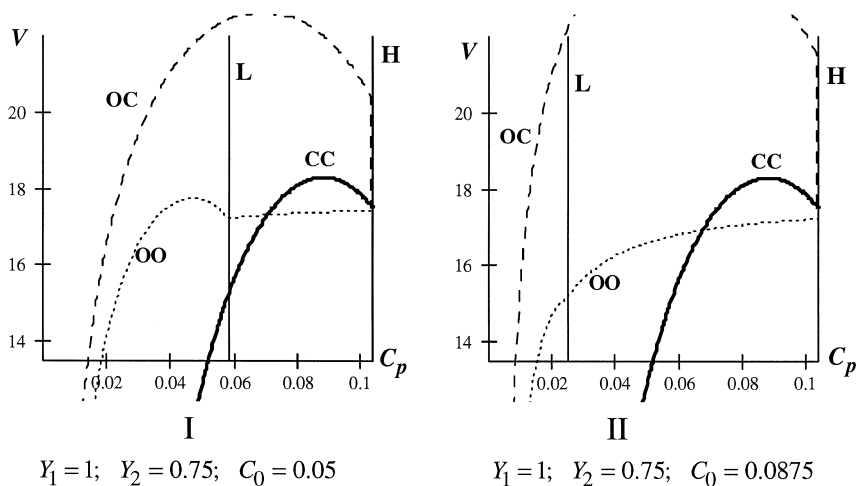 V
H
L
OC
20
CC
18
OO
16
14
0.02 0.04 0.06 0.08 0.1
C_p
I
Y_1 = 1; Y_2 = 0.75; C_0 = 0.05
V
H
L
20
OC
CC
18
16
OO
14
0.02 0.04 0.06 0.08 0.1
C_p
II
Y_1 = 1; Y_2 = 0.75; C_0 = 0.0875